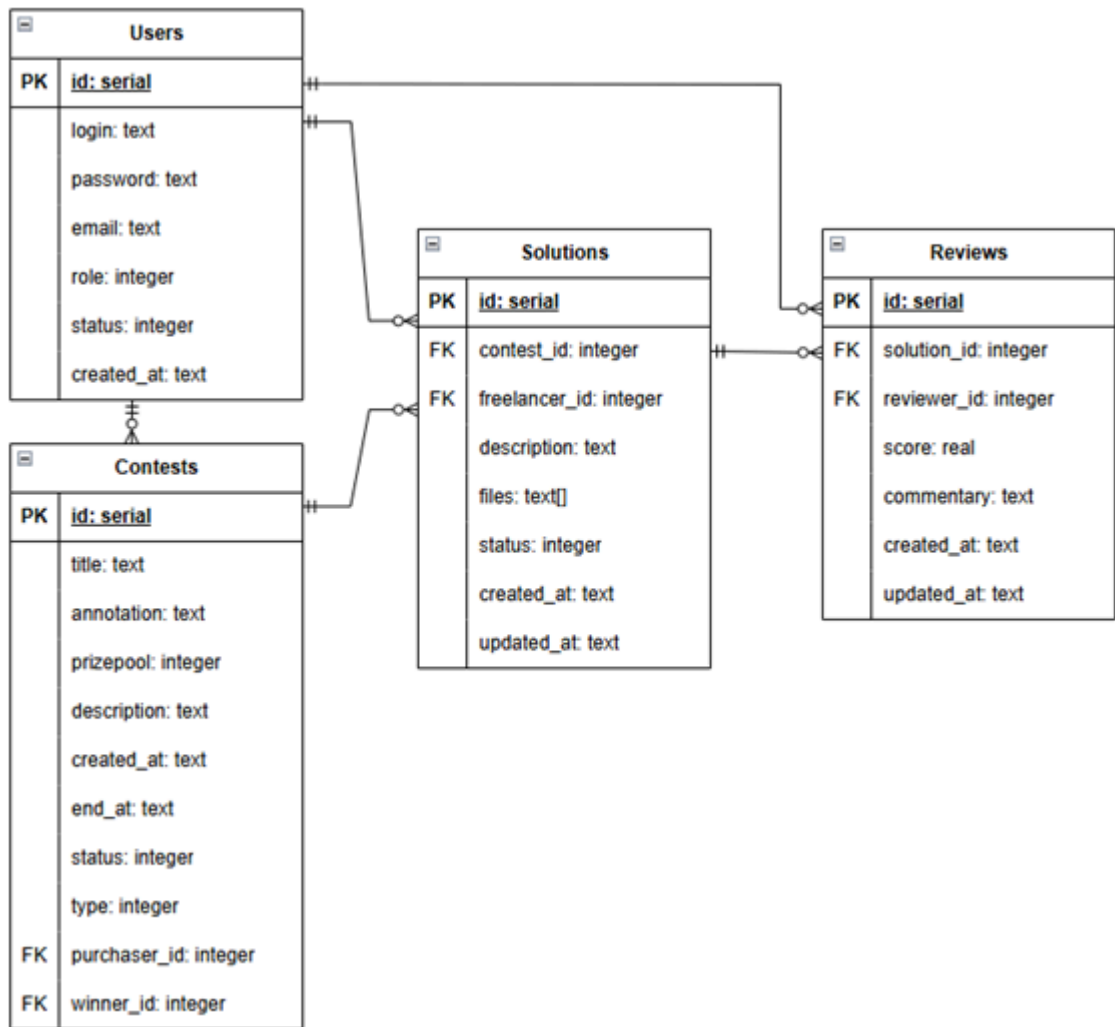 Users
PK id: serial
login: text
password: text
email: text
role: integer
status: integer
created_at: text
Contests
PK id: serial
title: text
annotation: text
prizepool: integer
description: text
created_at: text
end_at: text
status: integer
type: integer
FK purchaser_id: integer
FK winner_id: integer
Solutions
PK id: serial
FK contest_id: integer
FK freelancer_id: integer
description: text
files: text[]
status: integer
created_at: text
updated_at: text
Reviews
PK id: serial
FK solution_id: integer
FK reviewer_id: integer
score: real
commentary: text
created_at: text
updated_at: text